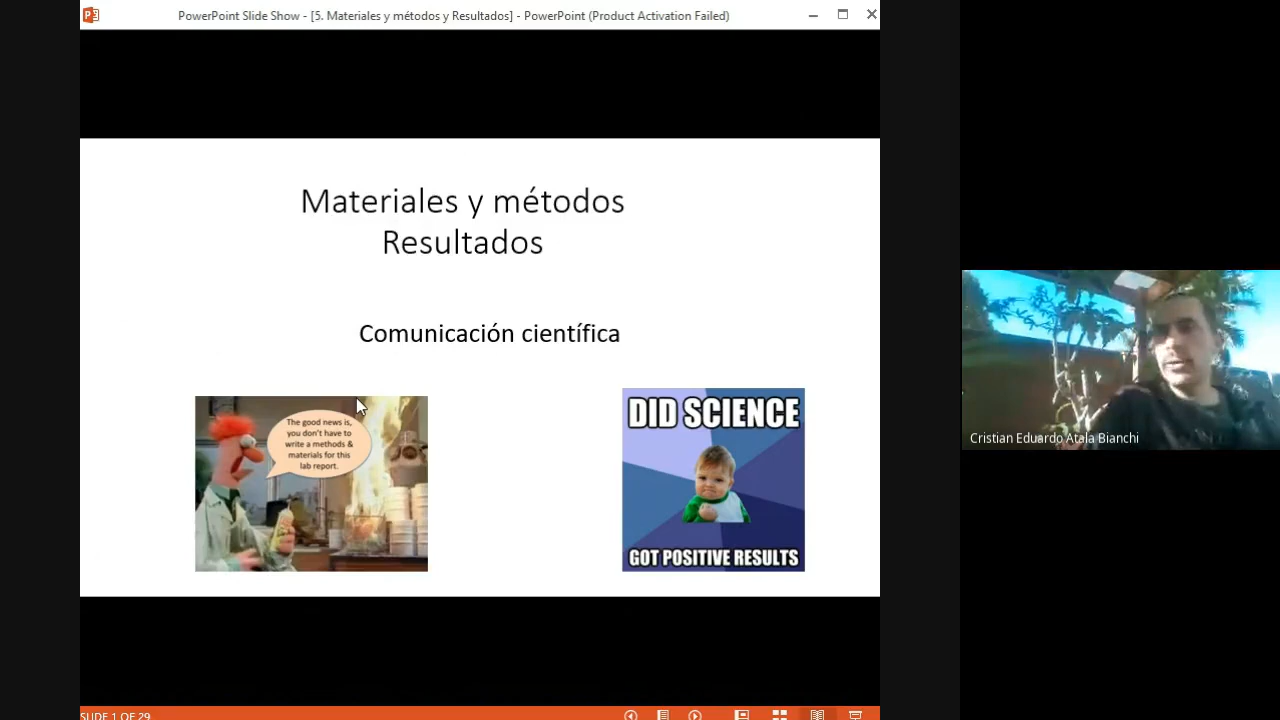 PowerPoint Slide Show - [5. Materiales y métodos y Resultados] - PowerPoint (Product Activation Failed)
Materiales y métodos
Resultados
Comunicación científica
The good news is,
you don't have to
write a methods &
materials for this
lab report.
DID SCIENCE
GOT POSITIVE RESULTS
Cristian Eduardo Atala Bianchi
SLIDE 1 OF 29